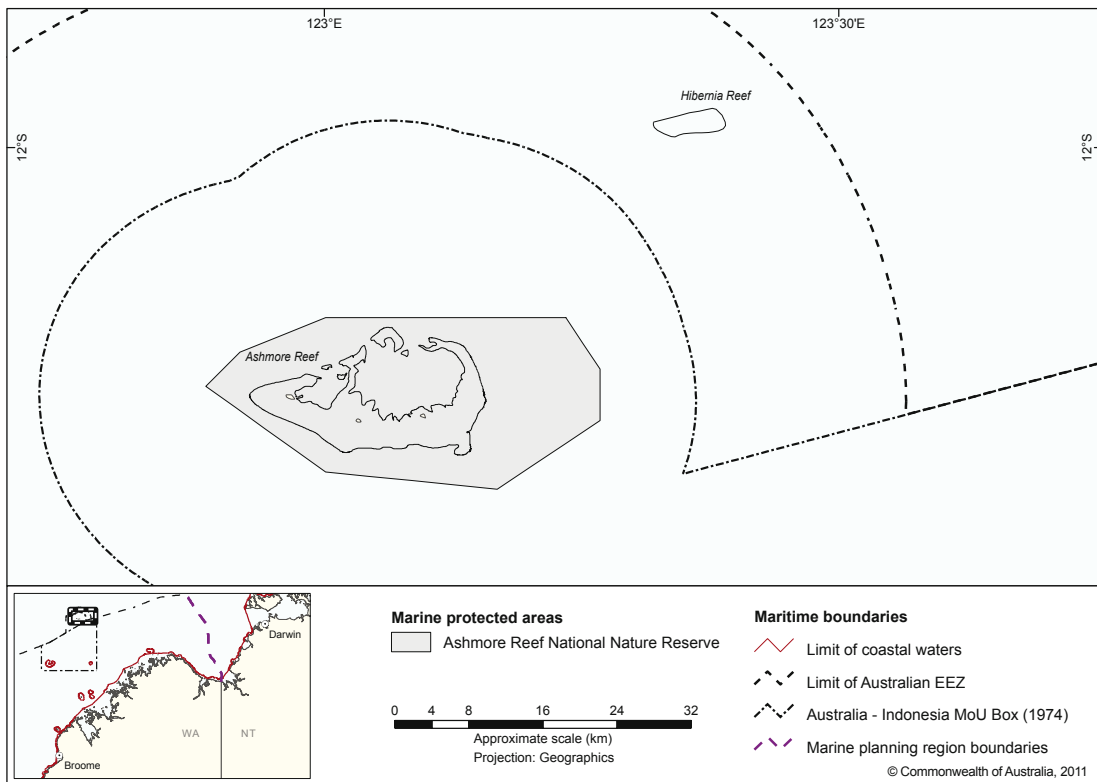 123°E
123°30'E
Hibernia Reef
12°S
12°S
Ashmore Reef
Darwin
WA
NT
Broome
Marine protected areas
Ashmore Reef National Nature Reserve
0 4 8 16 24 32
Approximate scale (km)
Projection: Geographics
Maritime boundaries
Limit of coastal waters
Limit of Australian EEZ
Australia - Indonesia MoU Box (1974)
Marine planning region boundaries
© Commonwealth of Australia, 2011